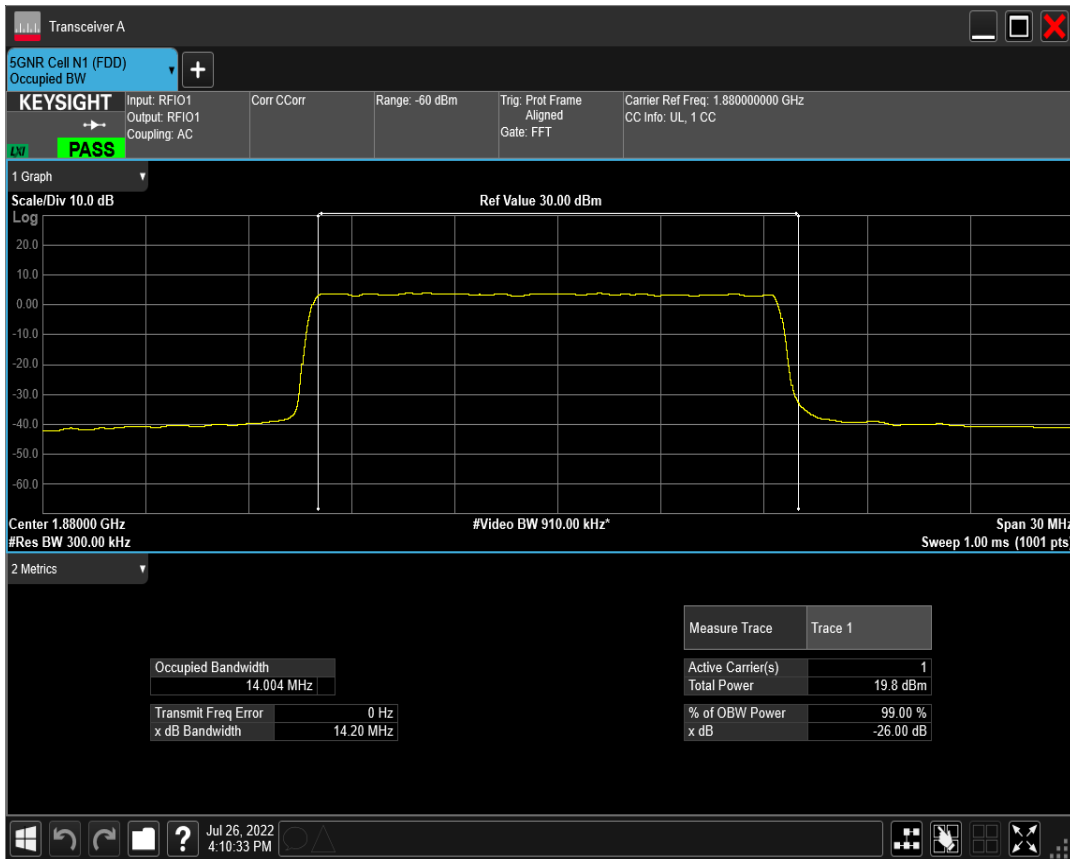 Transceiver A
5GNR Cell N1 (FDD)
Occupied BW
+
KEYSIGHT
LXI
PASS
Input: RFIO1
Output: RFIO1
Coupling: AC
Corr CCorr
Range: -60 dBm
Trig: Prot Frame
Aligned
Gate: FFT
Carrier Ref Freq: 1.880000000 GHz
CC Info: UL, 1 CC
1 Graph
Scale/Div 10.0 dB
Ref Value 30.00 dBm
Log
20.0
10.0
0.00
-10.0
-20.0
-30.0
-40.0
-50.0
-60.0
Center 1.88000 GHz
#Video BW 910.00 kHz*
Span 30 MHz
#Res BW 300.00 kHz
Sweep 1.00 ms (1001 pts)
2 Metrics
Measure Trace Trace 1
Occupied Bandwidth
14.004 MHz
Active Carrier(s) 1
Total Power 19.8 dBm
Transmit Freq Error 0 Hz
x dB Bandwidth 14.20 MHz
% of OBW Power 99.00 %
x dB -26.00 dB
?
Jul 26, 2022
4:10:33 PM